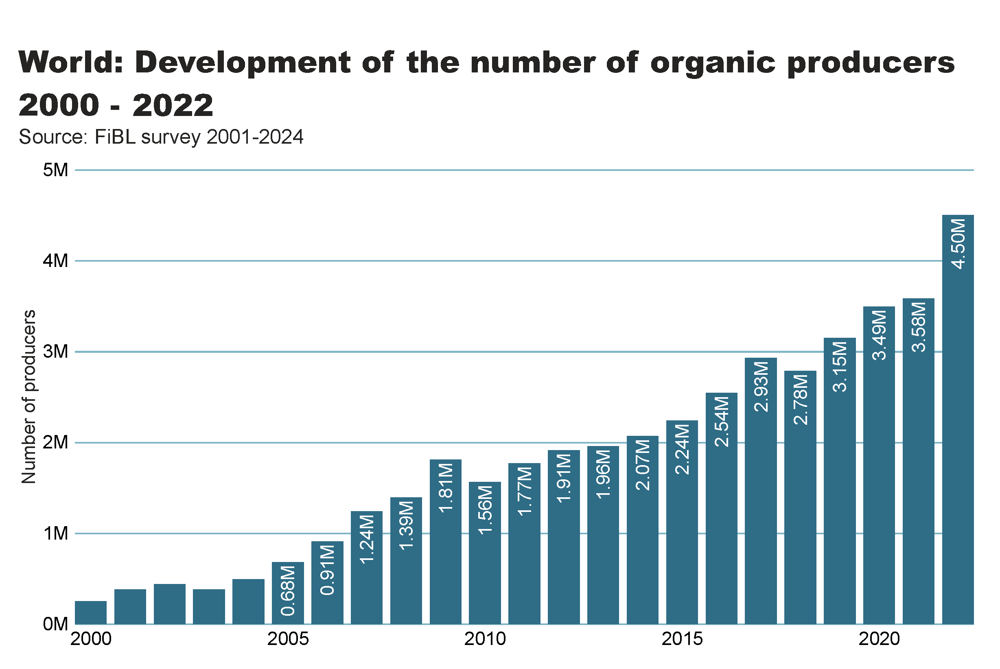 World: Development of the number of organic producers
2000 - 2022
Source: FiBL survey 2001-2024
Number of producers
5M
4M
3M
2M
1M
0M
0.68M
0.91M
1.24M
1.39M
1.81M
1.56M
1.77M
1.91M
1.96M
2.07M
2.24M
2.54M
2.93M
2.78M
3.15M
3.49M
3.58M
4.50M
2000
2005
2010
2015
2020